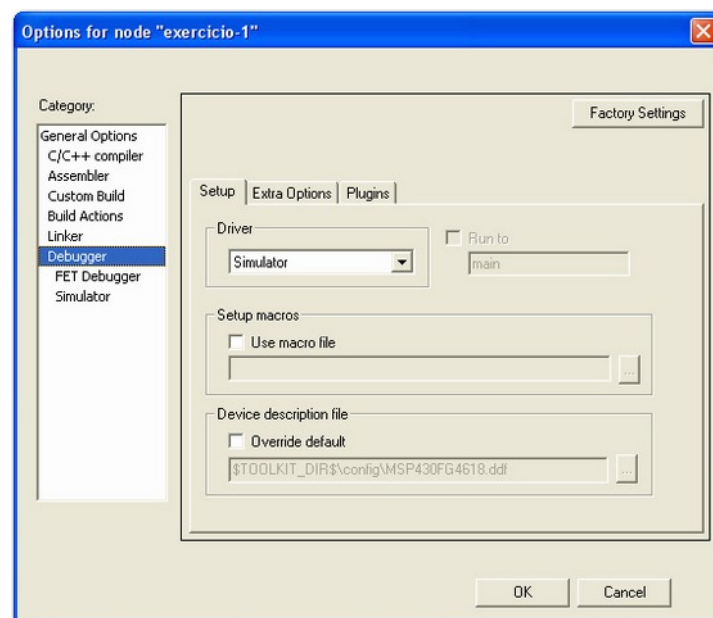 Options for node "exercicio-1"
Category:
General Options
C/C++ compiler
Assembler
Custom Build
Build Actions
Linker
Debugger
FET Debugger
Simulator
Factory Settings
Setup
Extra Options
Plugins
Driver
Simulator
Run to
main
Setup macros
Use macro file
...
Device description file
Override default
$TOOLKIT_DIR$\config\MSP430FG4618.ddf
...
OK
Cancel